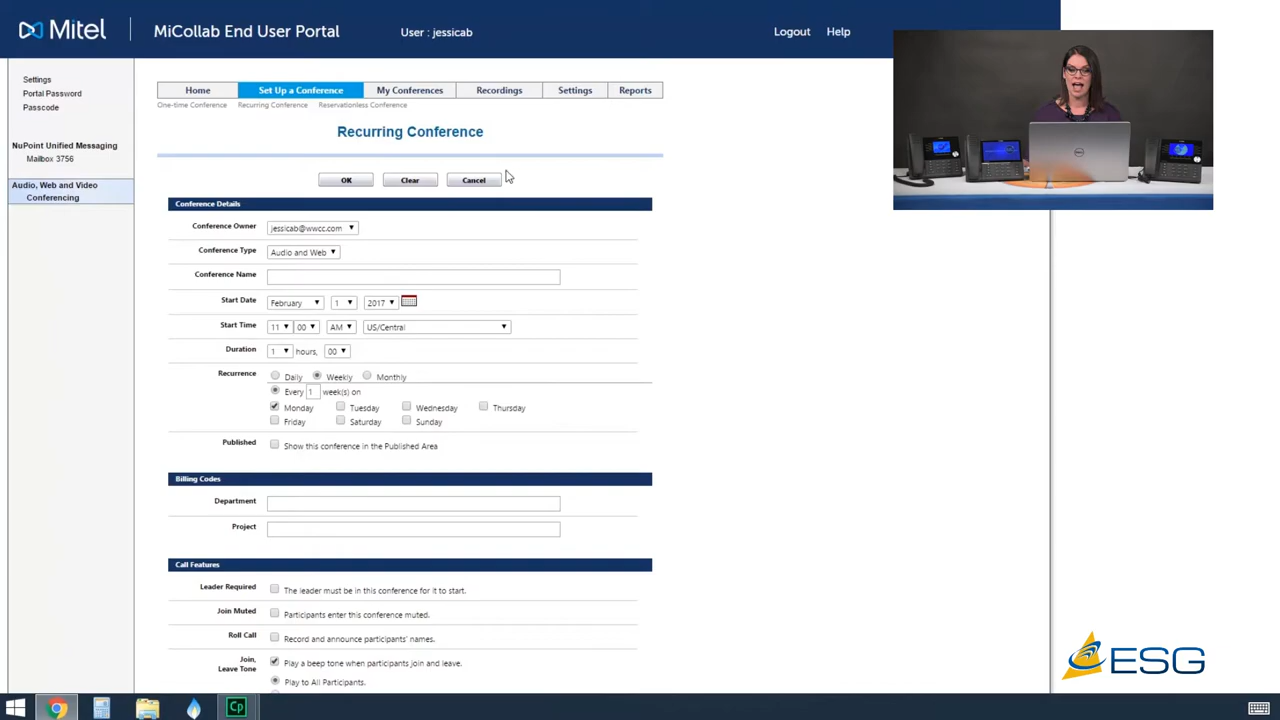 Mitel
MiCollab End User Portal
User : jessicab
Logout
Help
Settings
Portal Password
Passcode
NuPoint Unified Messaging
Mailbox 3756
Audio, Web and Video
Conferencing
Home
Set Up a Conference
My Conferences
Recordings
Settings
Reports
One-time Conference
Recurring Conference
Reservationless Conference
Recurring Conference
OK
Clear
Cancel
Conference Details
Conference Owner
jessicab@wwcc.com
Conference Type
Audio and Web
Conference Name
Start Date
February
1
2017
Start Time
11
00
AM
US/Central
Duration
1
hours,
00
Recurrence
Daily
Weekly
Monthly
Every 1 week(s) on
Monday
Tuesday
Wednesday
Thursday
Friday
Saturday
Sunday
Published
Show this conference in the Published Area
Billing Codes
Department
Project
Call Features
Leader Required
The leader must be in this conference for it to start.
Join Muted
Participants enter this conference muted.
Roll Call
Record and announce participants' names.
Join,
Leave Tone
Play a beep tone when participants join and leave.
Play to All Participants.
DELL
ESG
Cp